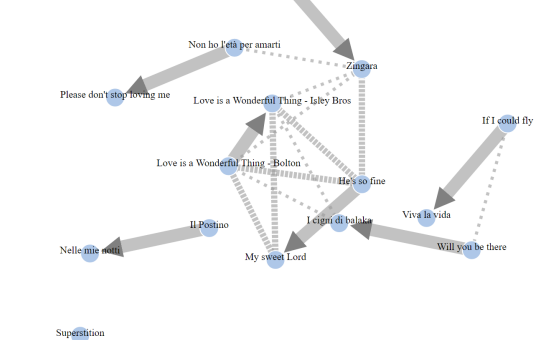 Non ho l'età per amarti
Zingara
Please don't stop loving me
Love is a Wonderful Thing - Isley Bros
If I could fly
Love is a Wonderful Thing - Bolton
He's so fine
Viva la vida
I cigni di balaka
Il Postino
Will you be there
Nelle mie notti
My sweet Lord
Superstition